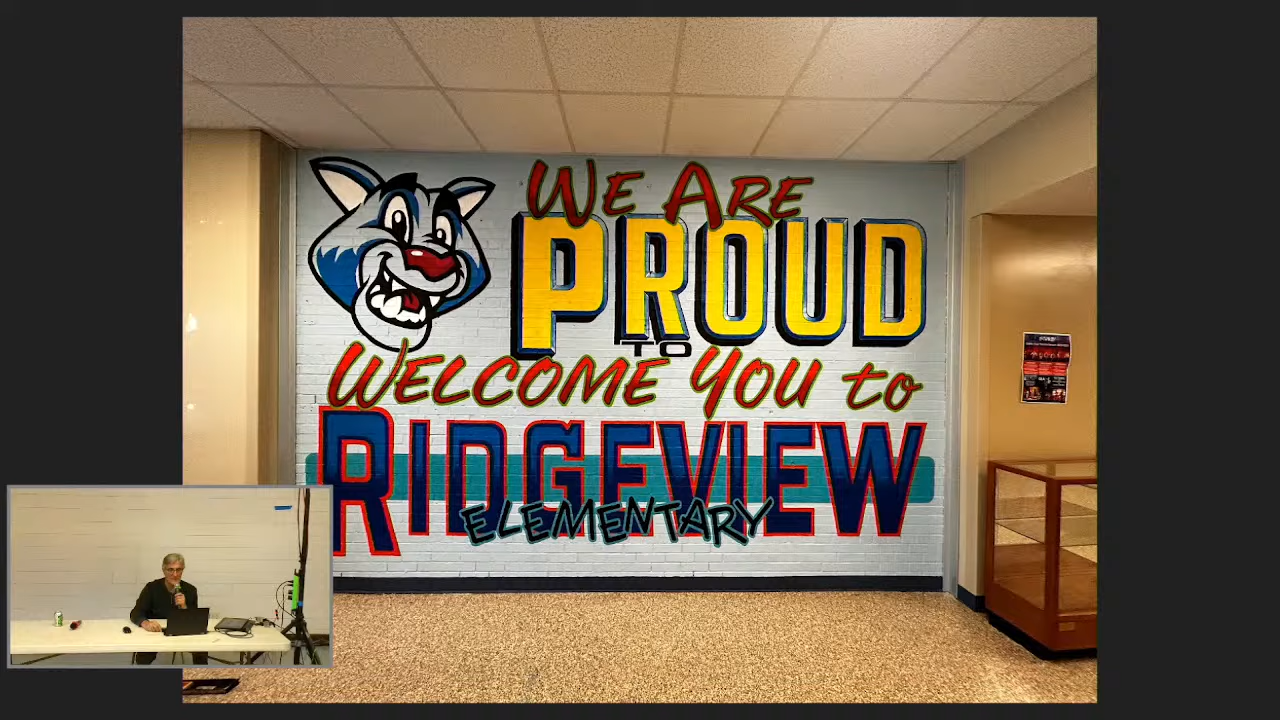 WE ARE
PROUD
TO
WELCOME YOU to
RIDGEVIEW
ELEMENTARY